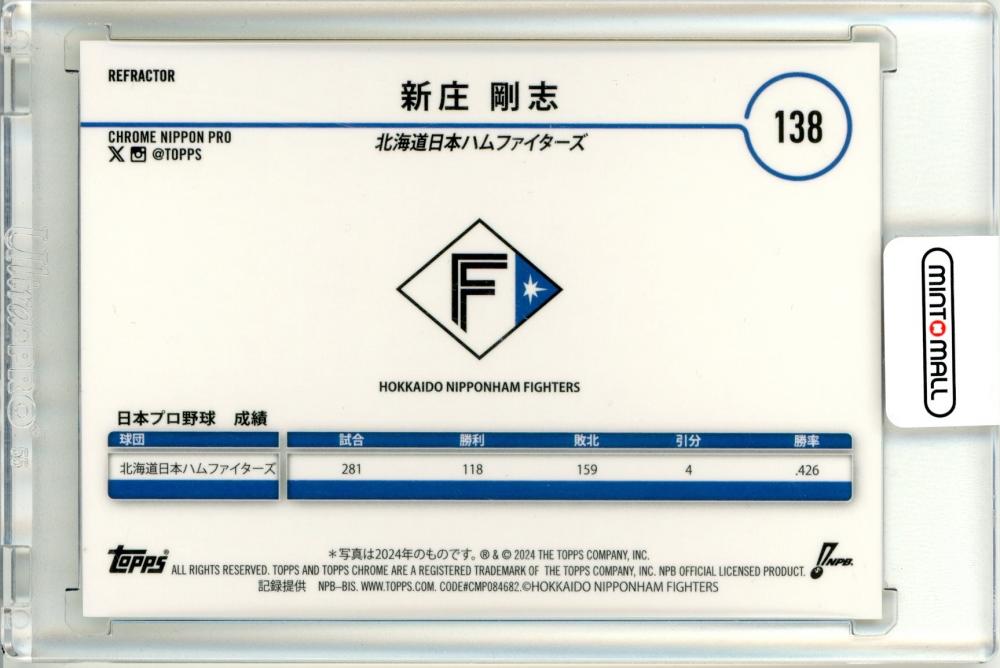 REFRACTOR
新庄 剛志
138
CHROME NIPPON PRO
北海道日本ハムファイターズ
@TOPPS
F
HOKKAIDO NIPPONHAM FIGHTERS
日本プロ野球 成績
球団 試合 勝利 敗北 引分 勝率
北海道日本ハムファイターズ 281 118 159 4 .426
topps®
＊写真は2024年のものです。 ® & © 2024 THE TOPPS COMPANY, INC.
ALL RIGHTS RESERVED. TOPPS AND TOPPS CHROME ARE A REGISTERED TRADEMARK OF THE TOPPS COMPANY, INC. NPB OFFICIAL LICENSED PRODUCT.
記録提供 NPB–BIS. WWW.TOPPS.COM. CODE#CMP084682.©HOKKAIDO NIPPONHAM FIGHTERS
NPB.
MINT MALL
Ultra PRO®
35